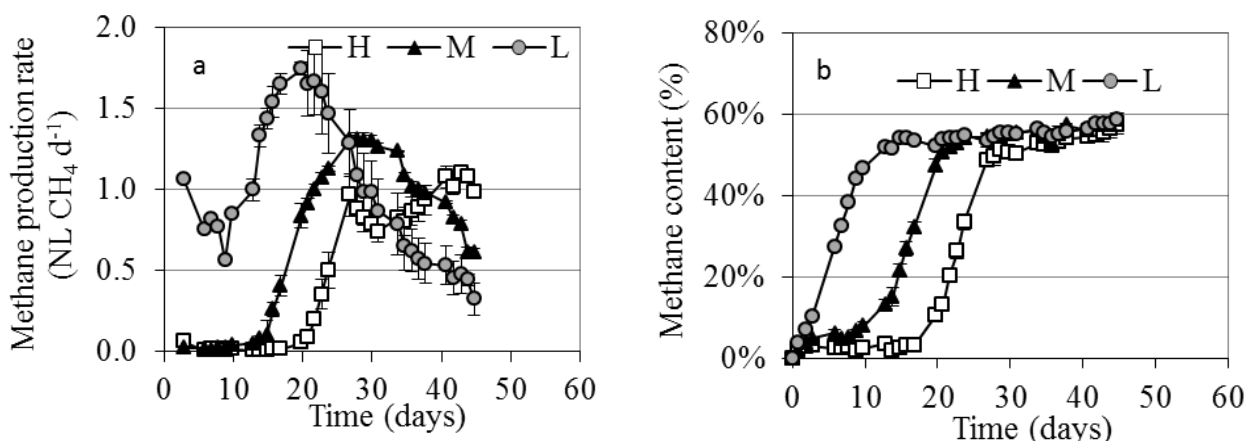 Methane production rate
(NL CH₄ d⁻¹)
2.0
1.5
1.0
0.5
0.0
a
H M L
0 10 20 30 40 50 60
Time (days)
Methane content (%)
80%
60%
40%
20%
0%
b
H M L
0 10 20 30 40 50 60
Time (days)